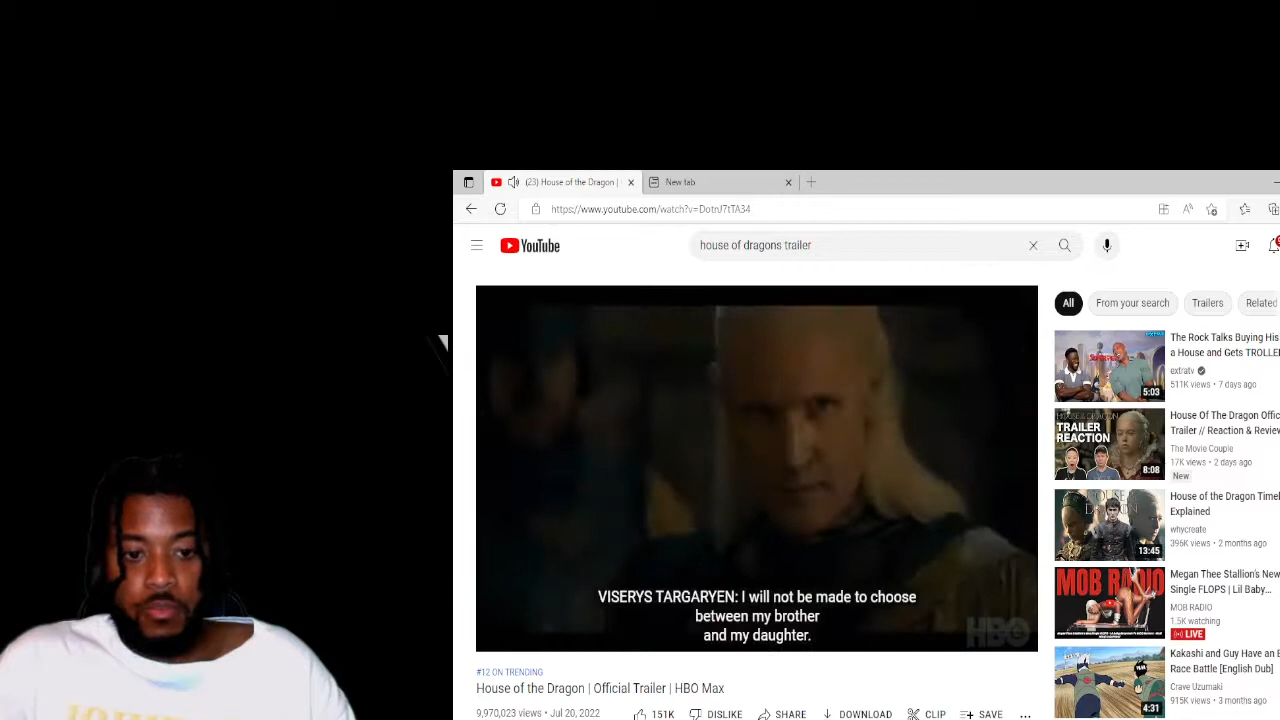 (23) House of the Dragon |
New tab
https://www.youtube.com/watch?v=DotnJ7tTA34
YouTube
house of dragons trailer
All
From your search
Trailers
Related
VISERYS TARGARYEN: I will not be made to choose
between my brother
and my daughter.
HBO
#12 ON TRENDING
House of the Dragon | Official Trailer | HBO Max
9,970,023 views • Jul 20, 2022
151K
DISLIKE
SHARE
DOWNLOAD
CLIP
SAVE
5:03
The Rock Talks Buying His
a House and Gets TROLLE
extratv
511K views • 7 days ago
TRAILER
REACTION
8:08
House Of The Dragon Offic
Trailer // Reaction & Review
The Movie Couple
17K views • 2 days ago
New
13:45
House of the Dragon Timel
Explained
whycreate
396K views • 2 months ago
MOB RADIO
Megan Thee Stallion's New
Single FLOPS | Lil Baby...
MOB RADIO
1.5K watching
LIVE
4:31
Kakashi and Guy Have an E
Race Battle [English Dub]
Crave Uzumaki
915K views • 3 months ago